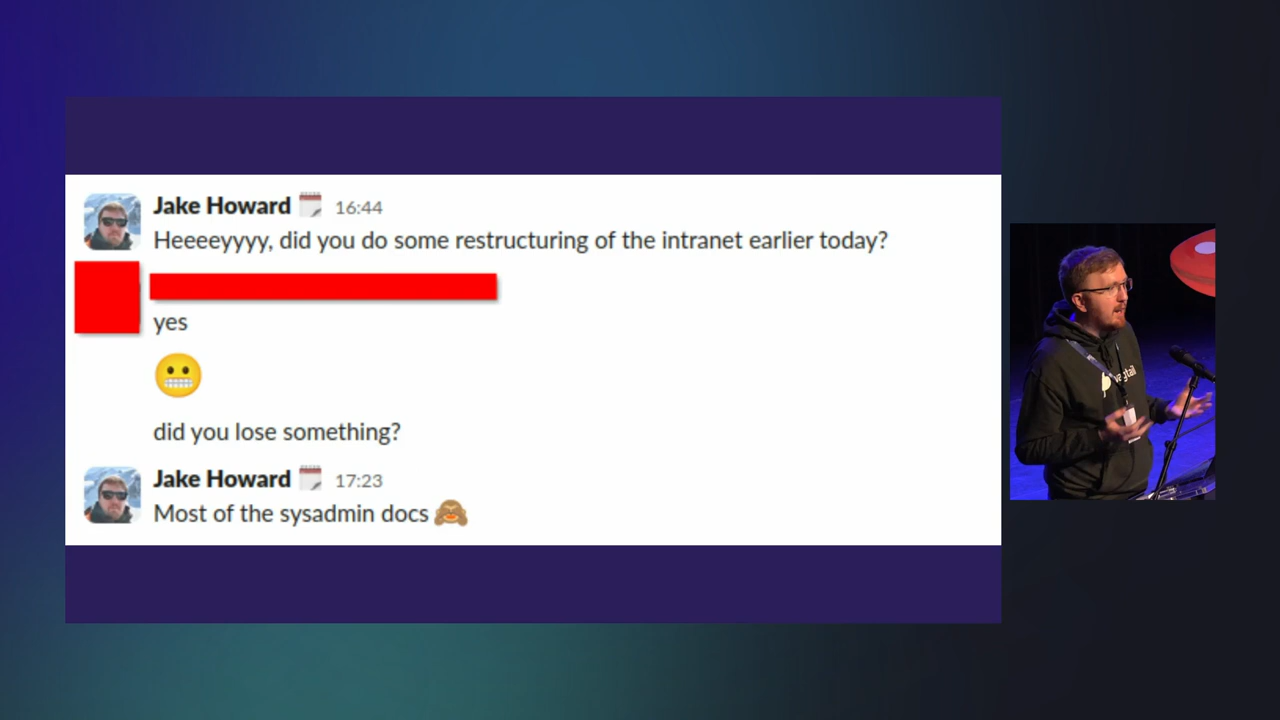 Jake Howard 16:44
Heeeeyyyy, did you do some restructuring of the intranet earlier today?
yes
did you lose something?
Jake Howard 17:23
Most of the sysadmin docs